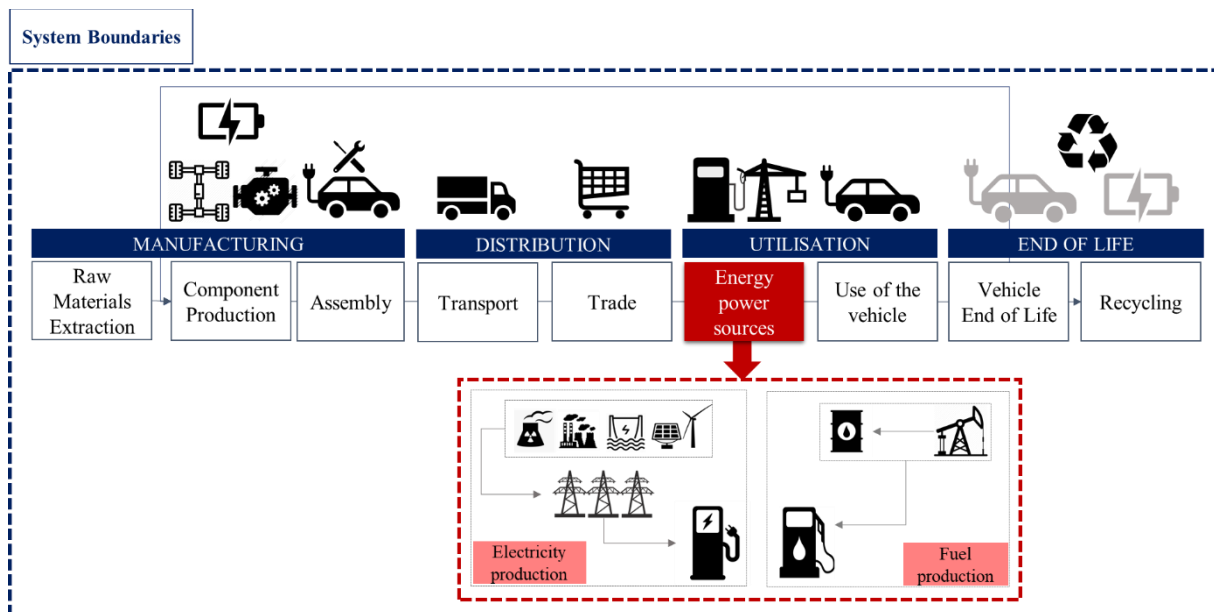 System Boundaries
MANUFACTURING
DISTRIBUTION
UTILISATION
END OF LIFE
Raw
Materials
Extraction
Component
Production
Assembly
Transport
Trade
Energy
power
sources
Use of the
vehicle
Vehicle
End of Life
Recycling
Electricity
production
Fuel
production